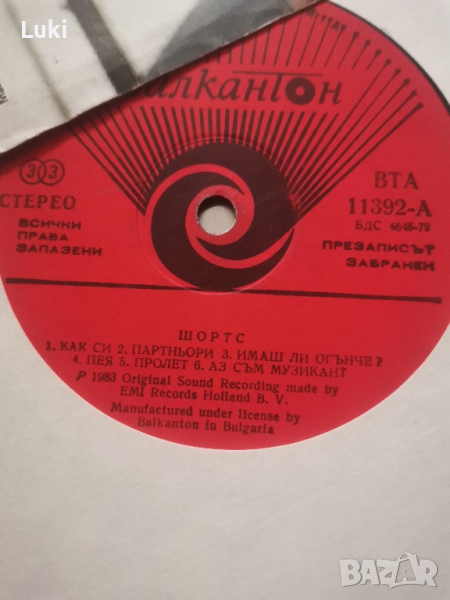 Luki
алкантон
33
СТЕРЕО
ВСИЧКИ
ПРАВА
ЗАПАЗЕНИ
ВТА
11392-А
БДС 4648-79
ПРЕЗАПИСЪТ
ЗАБРАНЕН
ШОРТС
1. КАК СИ 2. ПАРТНЬОРИ 3. ИМАШ ЛИ ОГЪНЧЕ?
4. ПЕЯ 5. ПРОЛЕТ 6. АЗ СЪМ МУЗИКАНТ
P 1983 Original Sound Recording made by
EMI Records Holland B. V.
Manufactured under license by
Balkanton in Bulgaria
BAZAR